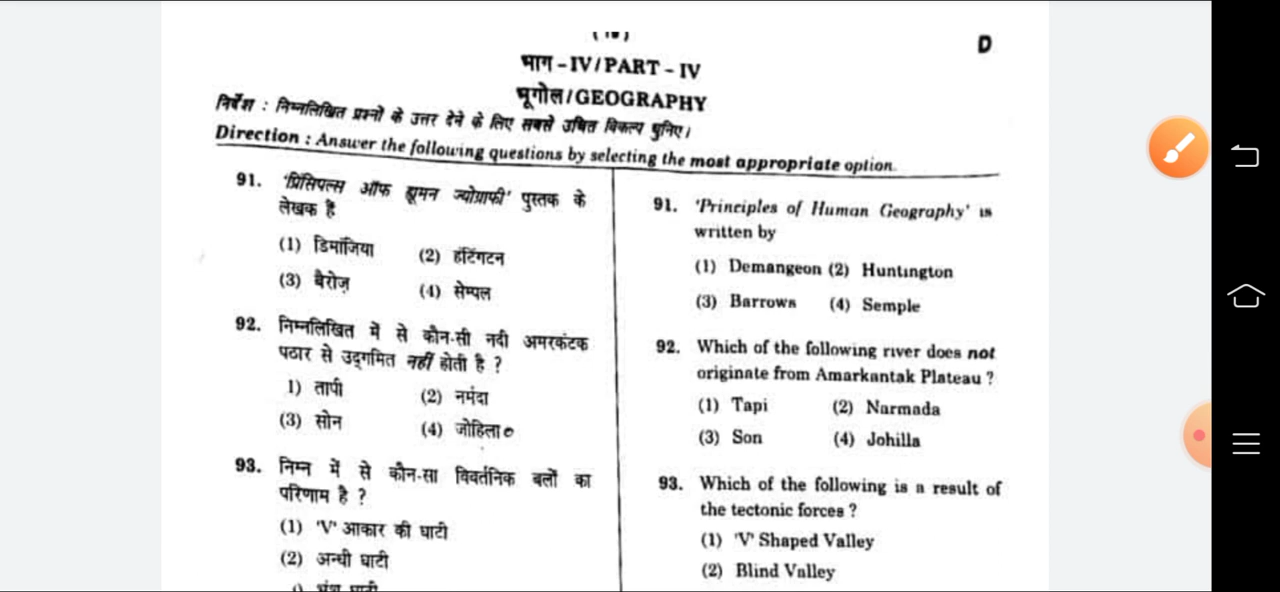 D
भाग - IV / PART - IV
भूगोल / GEOGRAPHY
निर्देश : निम्नलिखित प्रश्नों के उत्तर देने के लिए सबसे उचित विकल्प चुनिए।
Direction : Answer the following questions by selecting the most appropriate option.
91. 'प्रिंसिपल्स ऑफ ह्यूमन ज्योग्राफी' पुस्तक के
लेखक हैं
(1) डिमांजिया (2) हंटिंगटन
(3) बैरोज़ (4) सेम्पल
92. निम्नलिखित में से कौन-सी नदी अमरकंटक
पठार से उद्गमित नहीं होती है ?
1) तापी (2) नर्मदा
(3) सोन (4) जोहिला
93. निम्न में से कौन-सा विवर्तनिक बलों का
परिणाम है ?
(1) 'V' आकार की घाटी
(2) अन्धी घाटी
91. 'Principles of Human Geography' is
written by
(1) Demangeon (2) Huntington
(3) Barrows (4) Semple
92. Which of the following river does not
originate from Amarkantak Plateau ?
(1) Tapi (2) Narmada
(3) Son (4) Johilla
93. Which of the following is a result of
the tectonic forces ?
(1) 'V' Shaped Valley
(2) Blind Valley